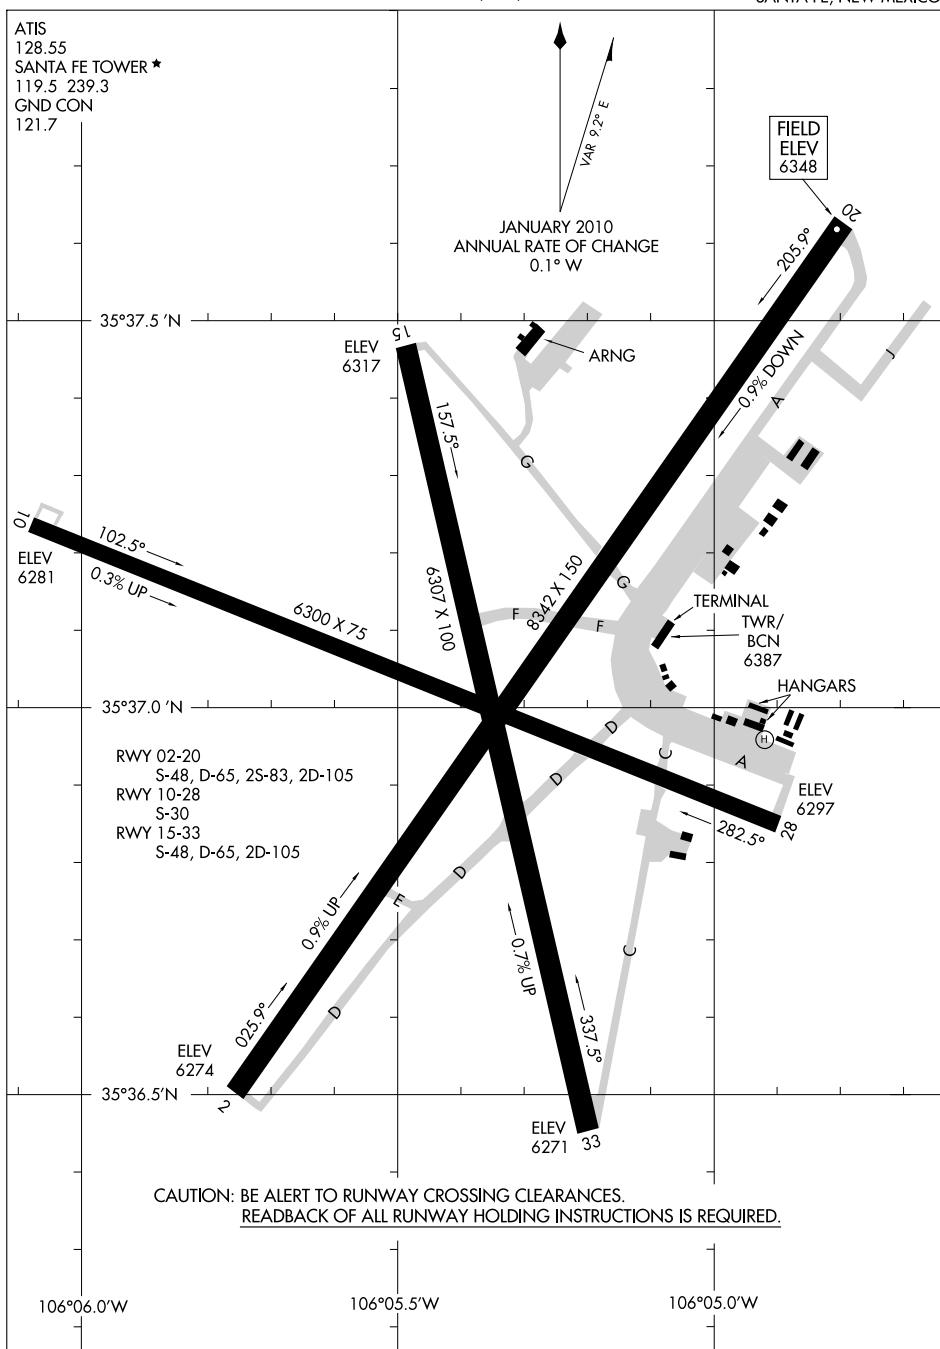 SANTA FE, NEW MEXICO
ATIS
128.55
SANTA FE TOWER ★
119.5 239.3
GND CON
121.7
VAR 9.2° E
JANUARY 2010
ANNUAL RATE OF CHANGE
0.1° W
FIELD
ELEV
6348
20
205.9°
0.9% DOWN
A
J
35°37.5'N
ELEV
6317
15
157.5°
ARNG
G
G
10
ELEV
6281
102.5°
0.3% UP
6300 X 75
6307 X 100
8342 X 150
F
F
TERMINAL
TWR/
BCN
6387
HANGARS
H
35°37.0'N
D
D
C
A
ELEV
6297
28
282.5°
RWY 02-20
S-48, D-65, 2S-83, 2D-105
RWY 10-28
S-30
RWY 15-33
S-48, D-65, 2D-105
D
E
0.9% UP
0.7% UP
C
D
025.9°
337.5°
ELEV
6274
2
35°36.5'N
ELEV
6271
33
CAUTION: BE ALERT TO RUNWAY CROSSING CLEARANCES.
READBACK OF ALL RUNWAY HOLDING INSTRUCTIONS IS REQUIRED.
106°06.0'W
106°05.5'W
106°05.0'W